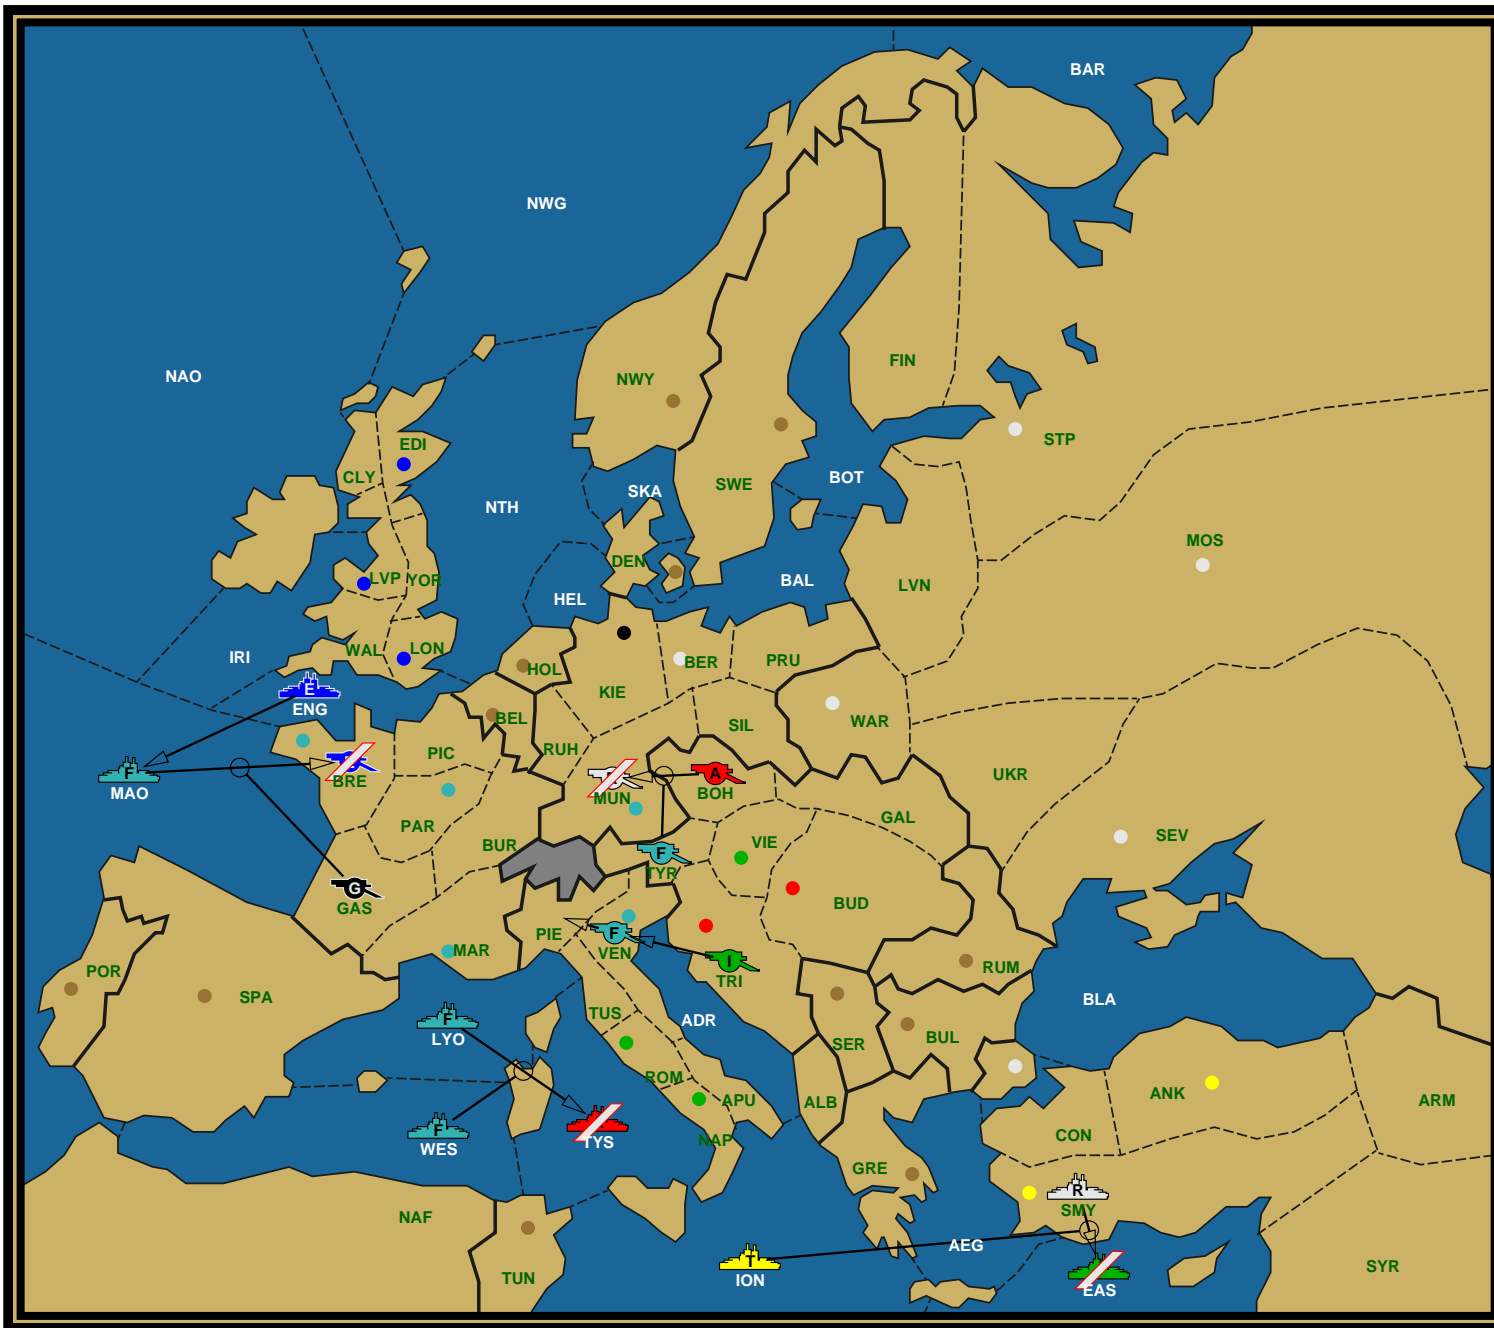 BAR
NWG
NAO
FIN
NWY
STP
EDI
CLY
SWE
BOT
SKA
NTH
MOS
DEN
LVP
YOR
BAL
LVN
HEL
IRI
WAL
LON
HOL
BER
PRU
KIE
E
ENG
BEL
SIL
WAR
PIC
RUH
UKR
F
MAO
BRE
MUN
A
BOH
GAL
SEV
PAR
BUR
VIE
F
TYR
G
GAS
BUD
PIE
F
VEN
MAR
I
TRI
RUM
POR
SPA
BLA
TUS
ADR
F
LYO
SER
BUL
ROM
APU
ALB
ANK
ARM
F
WES
TYS
NAP
CON
GRE
R
SMY
NAF
AEG
T
ION
TUN
EAS
SYR